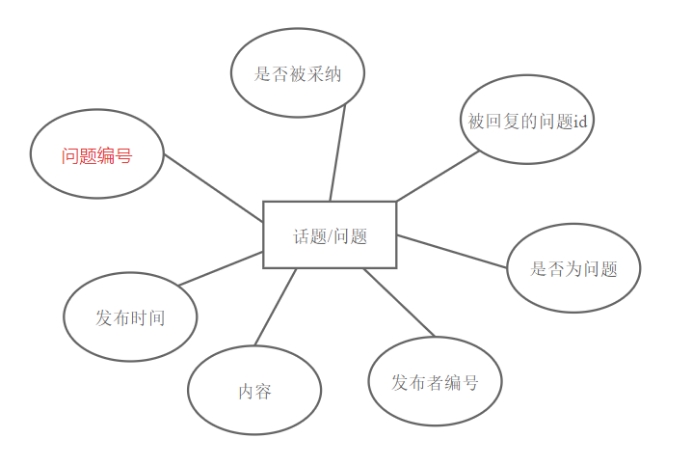 是否被采纳
被回复的问题id
问题编号
话题/问题
是否为问题
发布时间
发布者编号
内容